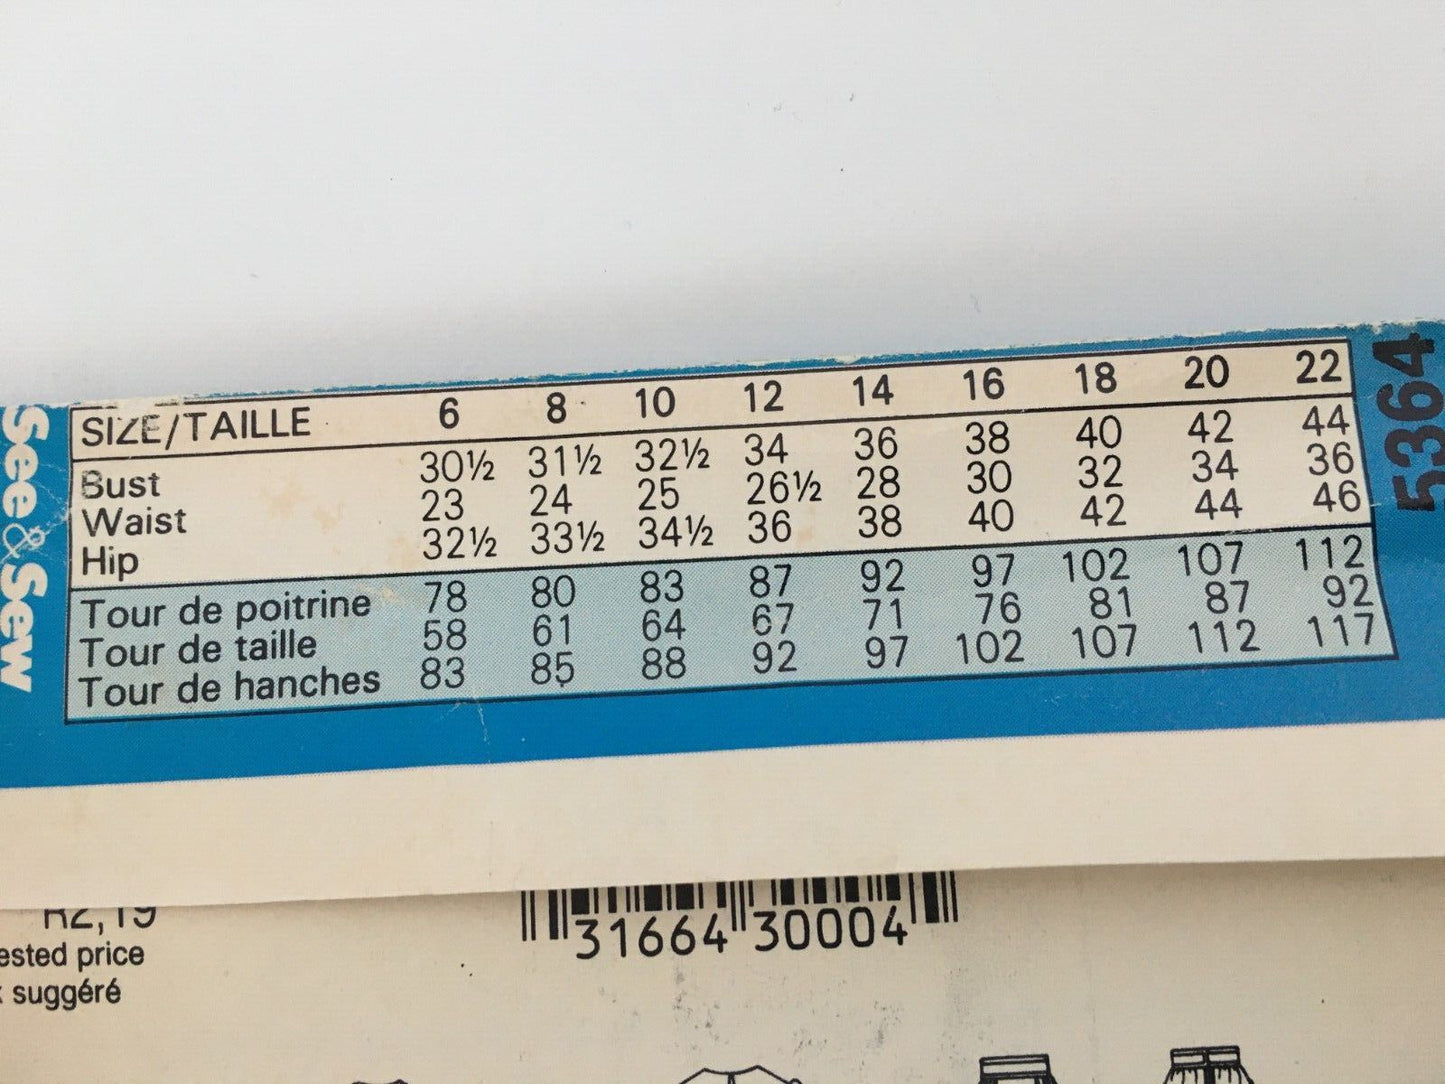 See & Sew
5364
SIZE/TAILLE 6 8 10 12 14 16 18 20 22
Bust 30½ 31½ 32½ 34 36 38 40 42 44
Waist 23 24 25 26½ 28 30 32 34 36
Hip 32½ 33½ 34½ 36 38 40 42 44 46
Tour de poitrine 78 80 83 87 92 97 102 107 112
Tour de taille 58 61 64 67 71 76 81 87 92
Tour de hanches 83 85 88 92 97 102 107 112 117
31664 30004
ested price
suggéré